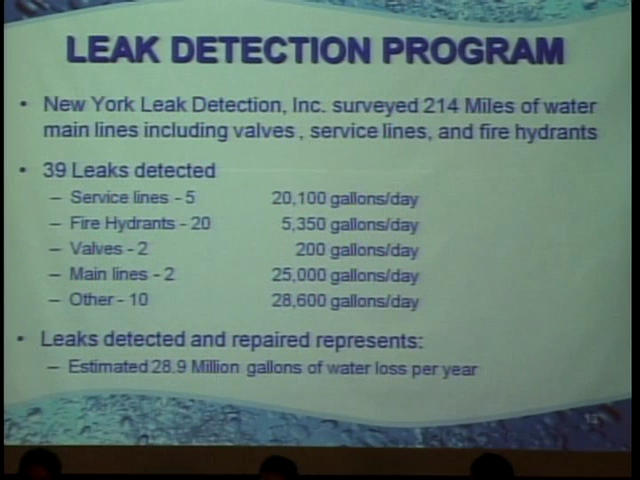 LEAK DETECTION PROGRAM
• New York Leak Detection, Inc. surveyed 214 Miles of water
main lines including valves , service lines, and fire hydrants
• 39 Leaks detected
– Service lines - 5 20,100 gallons/day
– Fire Hydrants - 20 5,350 gallons/day
– Valves - 2 200 gallons/day
– Main lines - 2 25,000 gallons/day
– Other - 10 28,600 gallons/day
• Leaks detected and repaired represents:
– Estimated 28.9 Million gallons of water loss per year